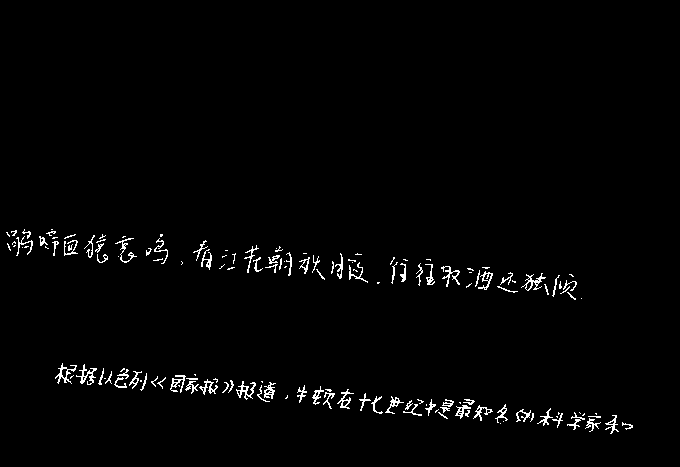 鹃啼血猿哀鸣，春江花朝秋月夜，往往取酒还独倾
根据以色列《国家报》报道，牛顿在十七世纪中是最知名的科学家和